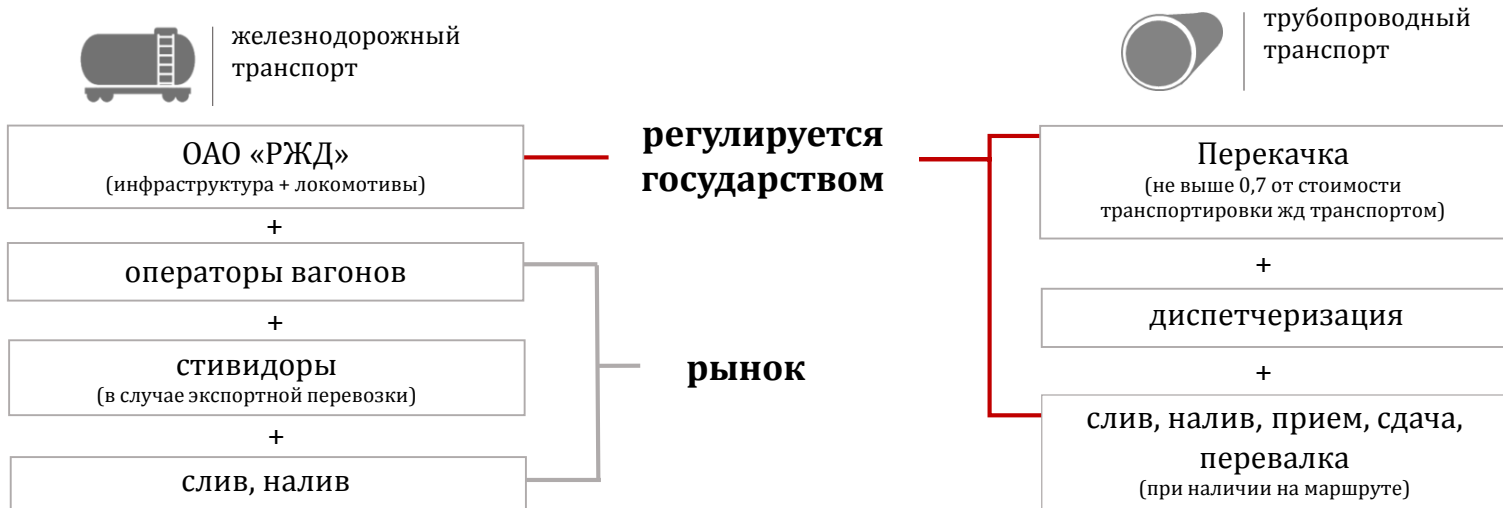 железнодорожный
транспорт
ОАО «РЖД»
(инфраструктура + локомотивы)
+
операторы вагонов
+
стивидоры
(в случае экспортной перевозки)
+
слив, налив
регулируется
государством
рынок
трубопроводный
транспорт
Перекачка
(не выше 0,7 от стоимости
транспортировки жд транспортом)
+
диспетчеризация
+
слив, налив, прием, сдача,
перевалка
(при наличии на маршруте)